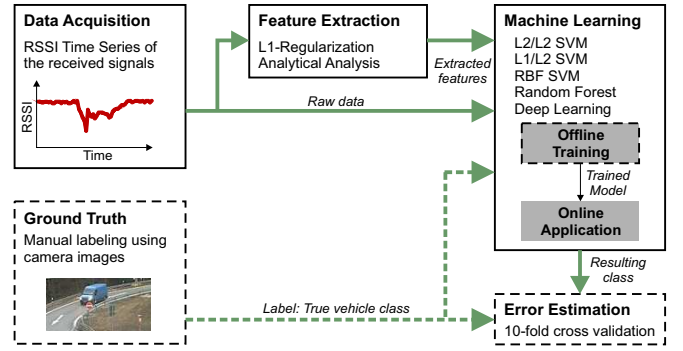 Data Acquisition
RSSI Time Series of
the received signals
RSSI
Time
Feature Extraction
L1-Regularization
Analytical Analysis
Extracted
features
Raw data
Machine Learning
L2/L2 SVM
L1/L2 SVM
RBF SVM
Random Forest
Deep Learning
Offline
Training
Trained
Model
Online
Application
Ground Truth
Manual labeling using
camera images
Label: True vehicle class
Resulting
class
Error Estimation
10-fold cross validation